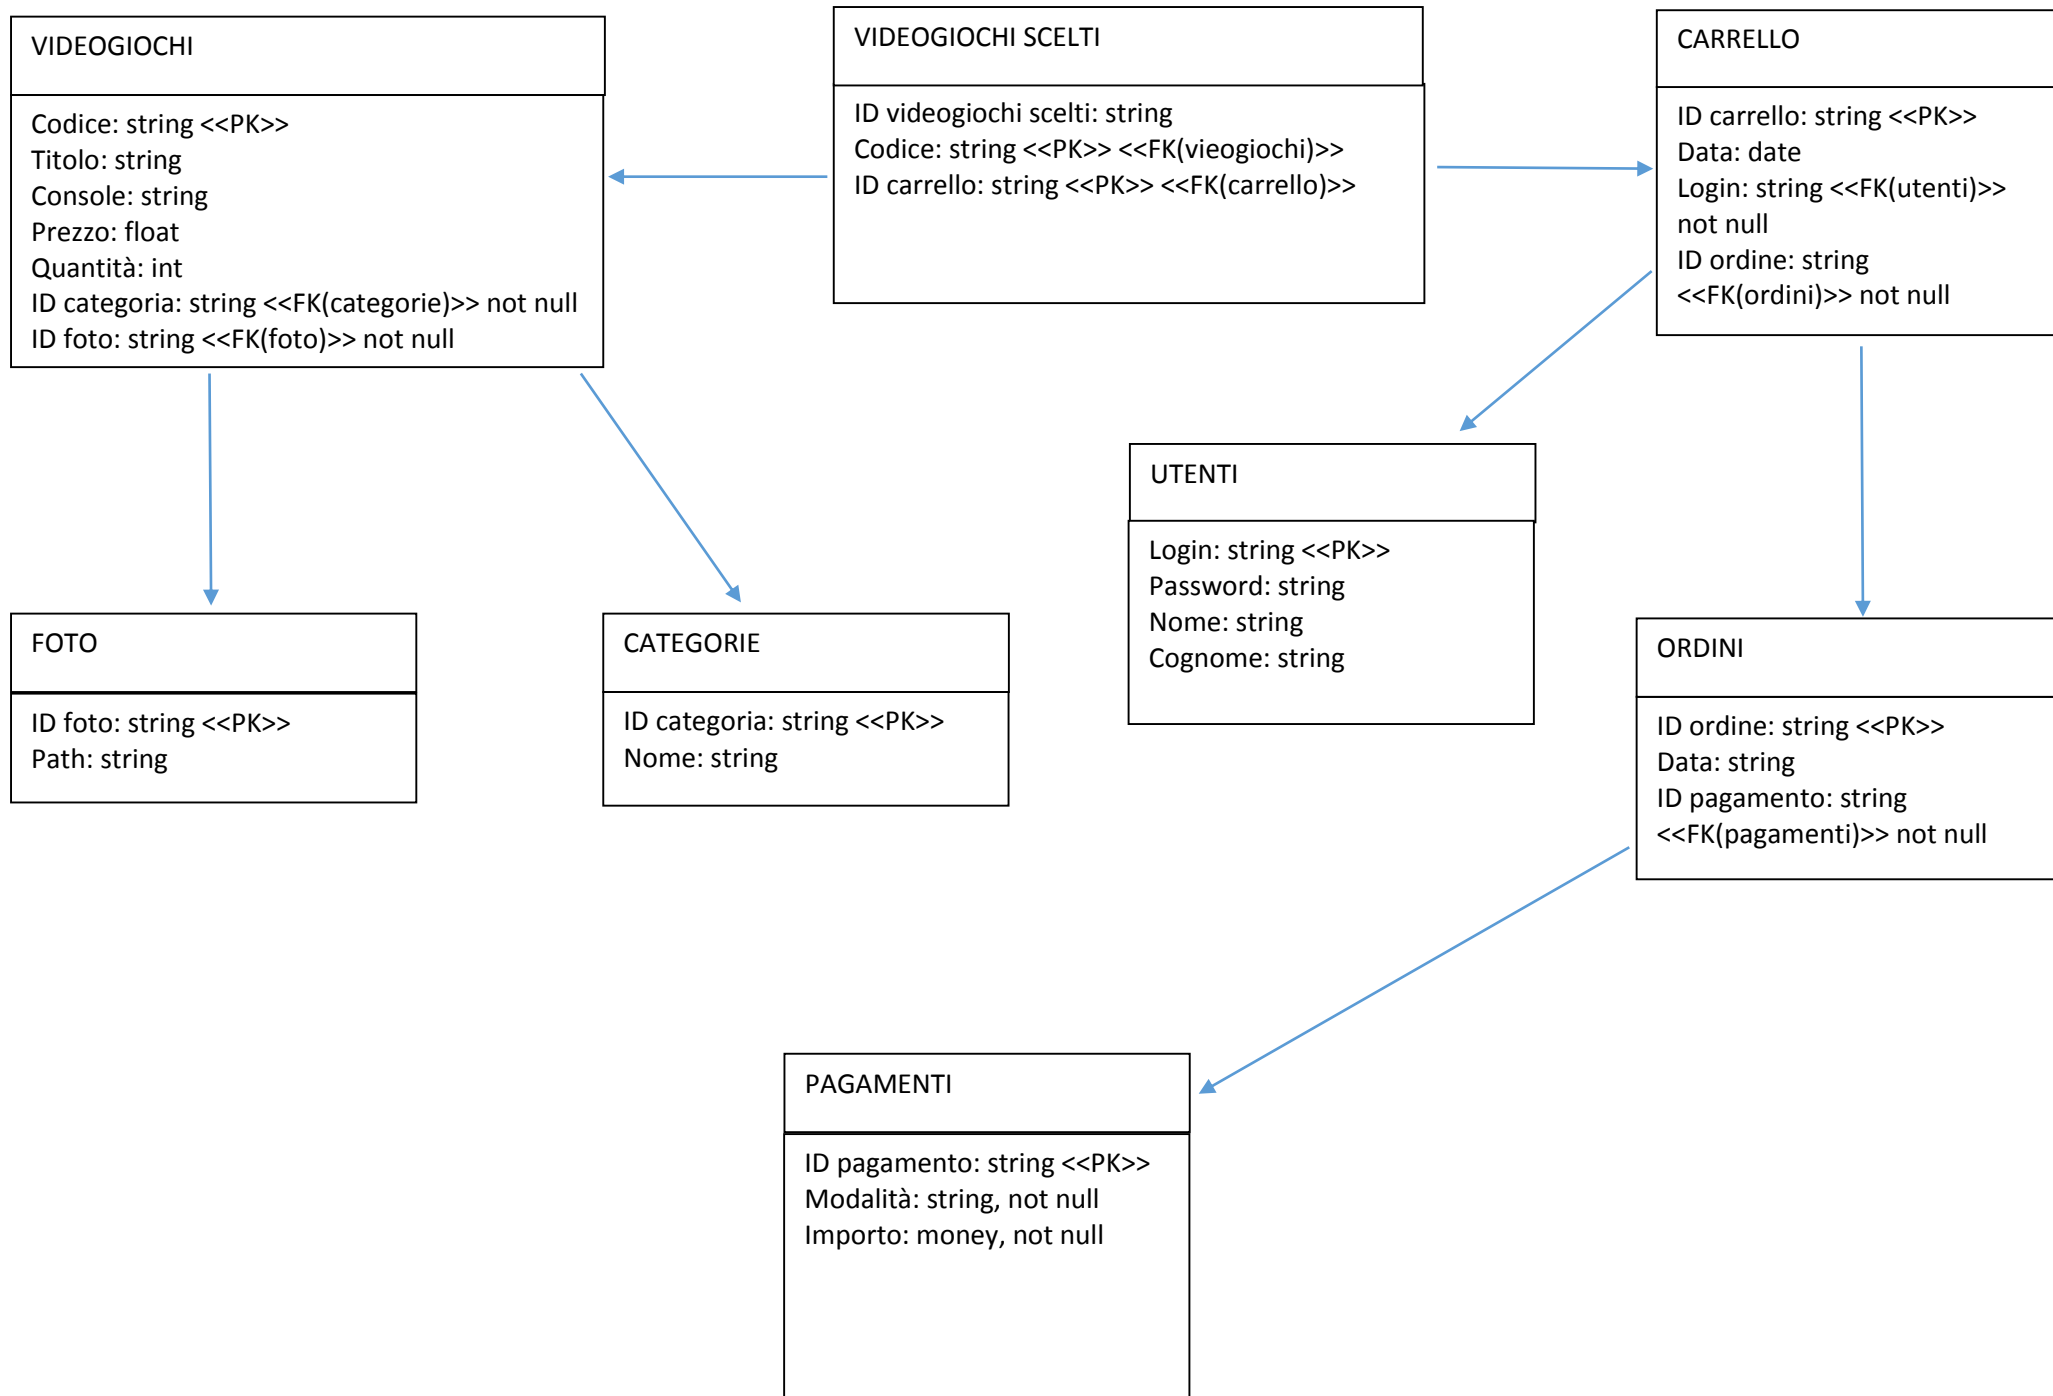 VIDEOGIOCHI
Codice: string <<PK>>
Titolo: string
Console: string
Prezzo: float
Quantità: int
ID categoria: string <<FK(categorie)>> not null
ID foto: string <<FK(foto)>> not null
VIDEOGIOCHI SCELTI
ID videogiochi scelti: string
Codice: string <<PK>> <<FK(vieogiochi)>>
ID carrello: string <<PK>> <<FK(carrello)>>
CARRELLO
ID carrello: string <<PK>>
Data: date
Login: string <<FK(utenti)>>
not null
ID ordine: string
<<FK(ordini)>> not null
UTENTI
Login: string <<PK>>
Password: string
Nome: string
Cognome: string
FOTO
ID foto: string <<PK>>
Path: string
CATEGORIE
ID categoria: string <<PK>>
Nome: string
ORDINI
ID ordine: string <<PK>>
Data: string
ID pagamento: string
<<FK(pagamenti)>> not null
PAGAMENTI
ID pagamento: string <<PK>>
Modalità: string, not null
Importo: money, not null